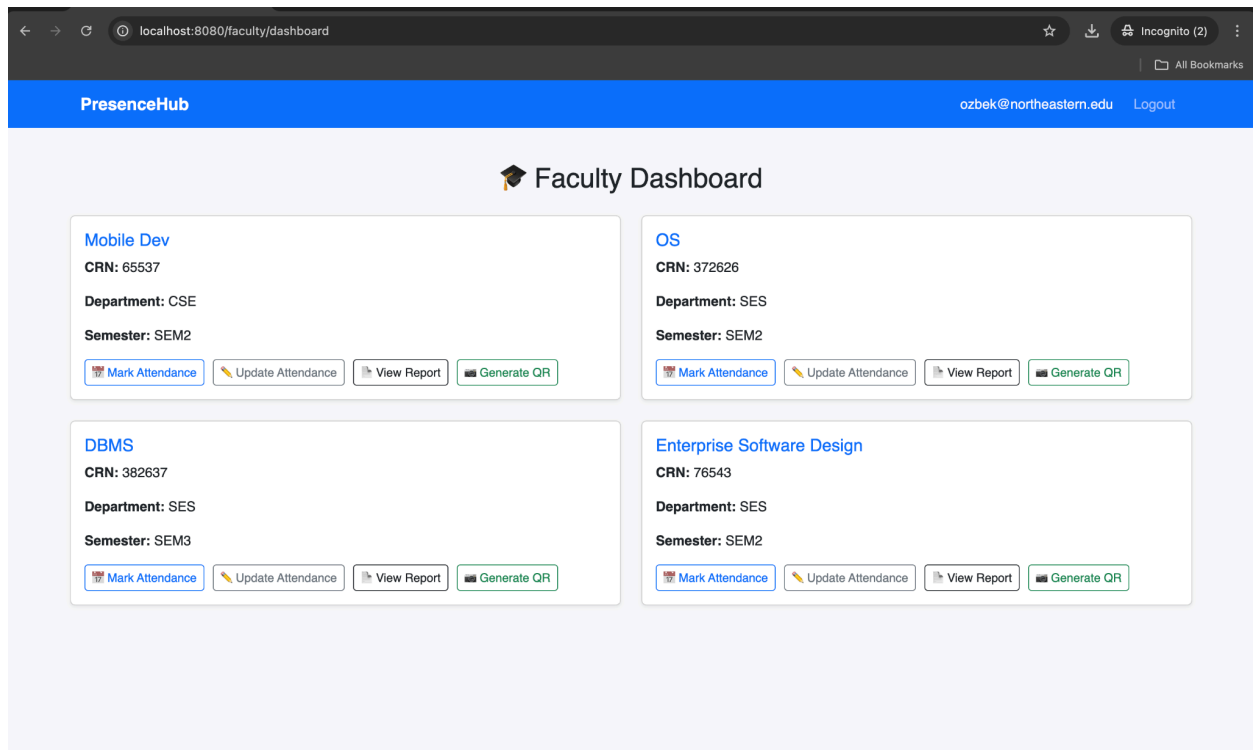 localhost:8080/faculty/dashboard
Incognito (2)
All Bookmarks
PresenceHub
ozbek@northeastern.edu Logout
🎓 Faculty Dashboard
Mobile Dev
CRN: 65537
Department: CSE
Semester: SEM2
📅 Mark Attendance ✏️ Update Attendance 📄 View Report 📷 Generate QR
OS
CRN: 372626
Department: SES
Semester: SEM2
📅 Mark Attendance ✏️ Update Attendance 📄 View Report 📷 Generate QR
DBMS
CRN: 382637
Department: SES
Semester: SEM3
📅 Mark Attendance ✏️ Update Attendance 📄 View Report 📷 Generate QR
Enterprise Software Design
CRN: 76543
Department: SES
Semester: SEM2
📅 Mark Attendance ✏️ Update Attendance 📄 View Report 📷 Generate QR